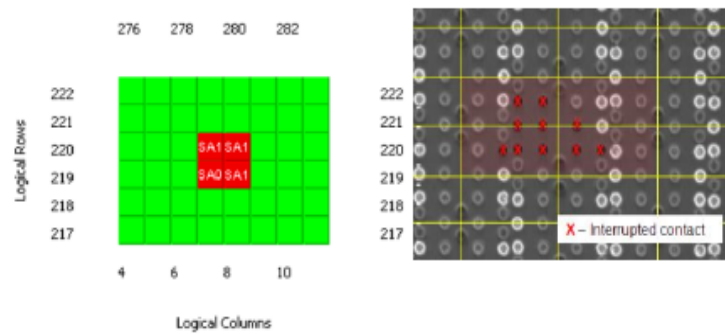 276 278 280 282
222
221
220
219
218
217
SA1 SA1
SA0 SA1
4 6 8 10
Logical Rows
Logical Columns
222
221
220
219
218
217
X – Interrupted contact